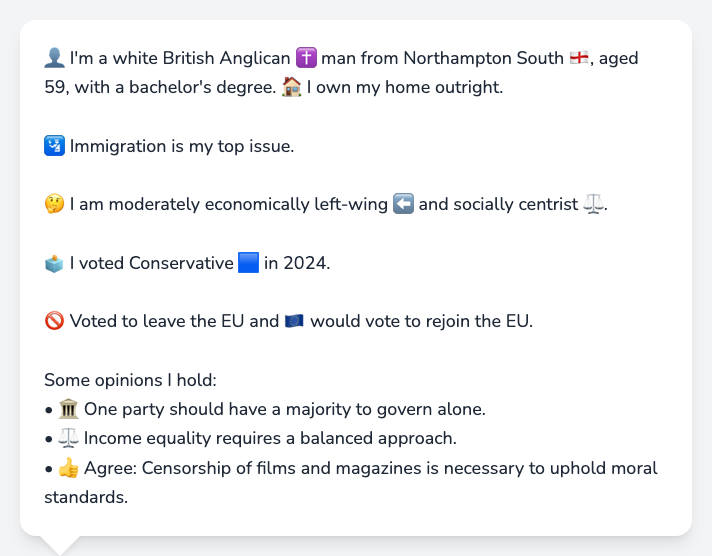 👤 I'm a white British Anglican ✝️ man from Northampton South 🏴󠁧󠁢󠁥󠁮󠁧󠁿, aged
59, with a bachelor's degree. 🏠 I own my home outright.
🛂 Immigration is my top issue.
🤔 I am moderately economically left-wing ⬅️ and socially centrist ⚖️.
🗳️ I voted Conservative 🟦 in 2024.
🚫 Voted to leave the EU and 🇪🇺 would vote to rejoin the EU.
Some opinions I hold:
• 🏛️ One party should have a majority to govern alone.
• ⚖️ Income equality requires a balanced approach.
• 👍 Agree: Censorship of films and magazines is necessary to uphold moral
standards.